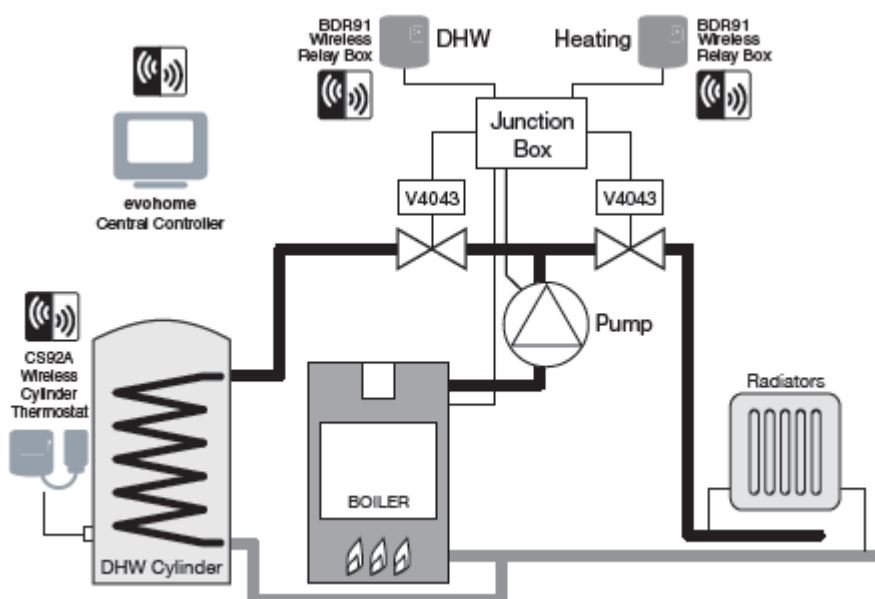 BDR91
Wireless
Relay Box
DHW
Heating
BDR91
Wireless
Relay Box
Junction
Box
V4043
V4043
evohome
Central Controller
Pump
CS92A
Wireless
Cylinder
Thermostat
Radiators
BOILER
DHW Cylinder